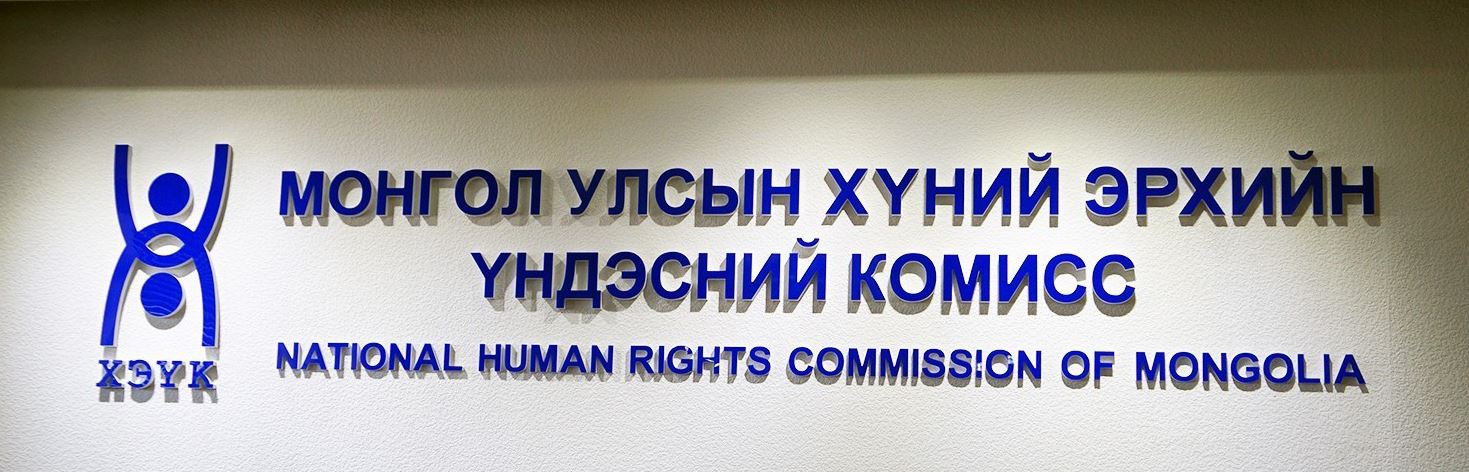 МОНГОЛ УЛСЫН ХҮНИЙ ЭРХИЙН
ҮНДЭСНИЙ КОМИСС
NATIONAL HUMAN RIGHTS COMMISSION OF MONGOLIA
ХЭҮК